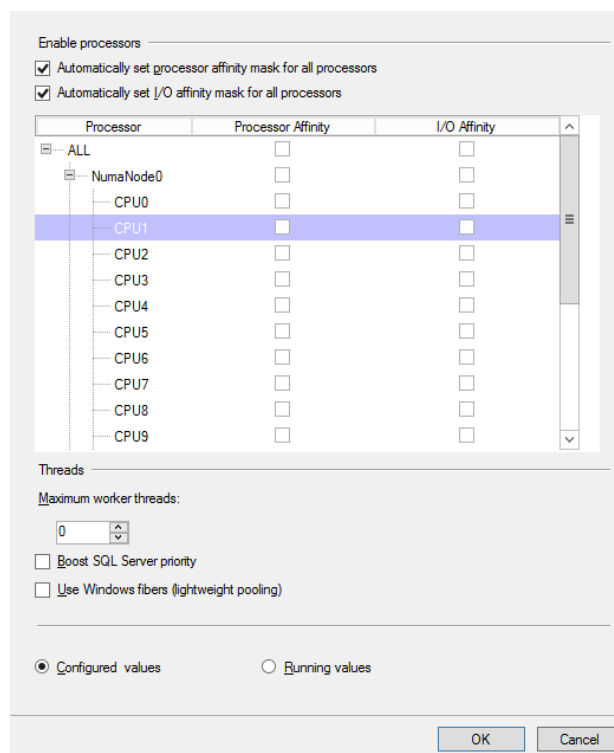 Enable processors
Automatically set processor affinity mask for all processors
Automatically set I/O affinity mask for all processors
Processor Processor Affinity I/O Affinity
ALL
NumaNode0
CPU0
CPU1
CPU2
CPU3
CPU4
CPU5
CPU6
CPU7
CPU8
CPU9
Threads
Maximum worker threads:
0
Boost SQL Server priority
Use Windows fibers (lightweight pooling)
Configured values Running values
OK Cancel